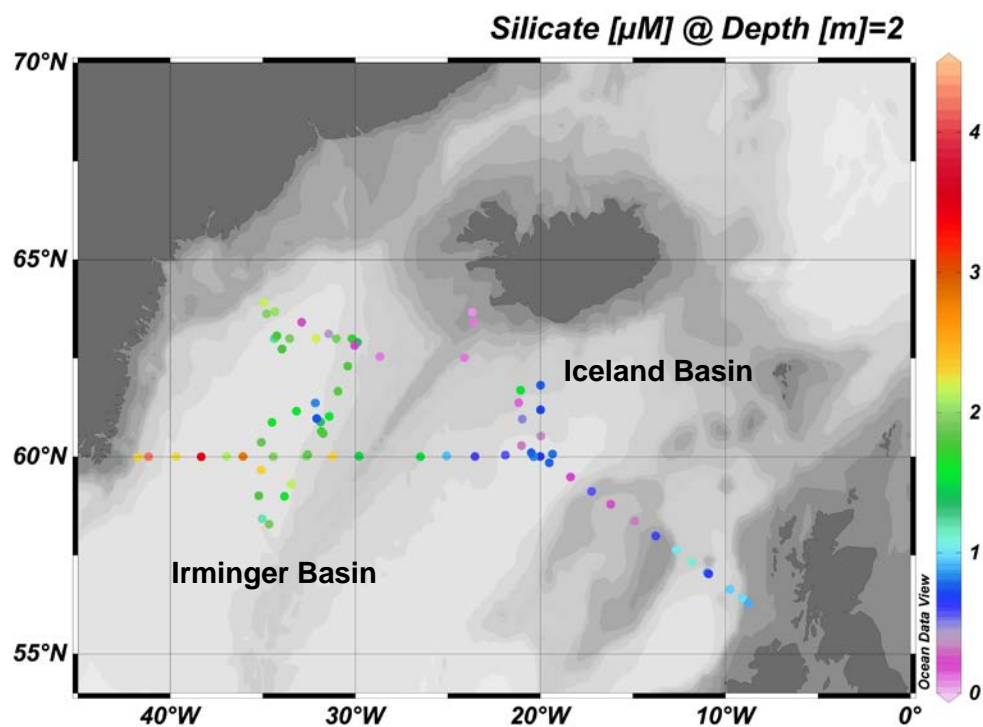 Silicate [µM] @ Depth [m]=2
70°N
65°N
60°N
55°N
40°W
30°W
20°W
10°W
0°
Iceland Basin
Irminger Basin
Ocean Data View
4
3
2
1
0